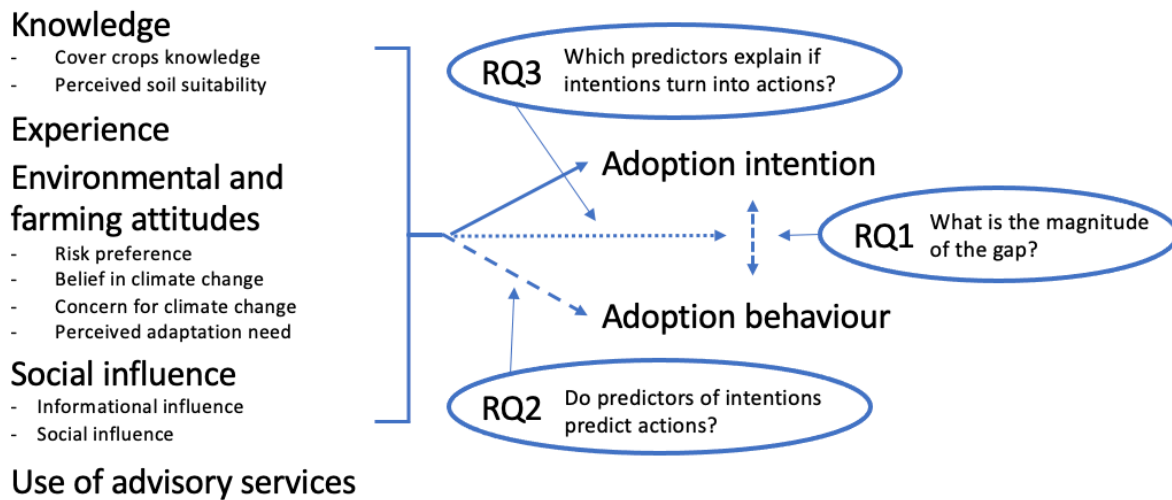 Knowledge
- Cover crops knowledge
- Perceived soil suitability
Experience
Environmental and
farming attitudes
- Risk preference
- Belief in climate change
- Concern for climate change
- Perceived adaptation need
Social influence
- Informational influence
- Social influence
Use of advisory services
RQ3
Which predictors explain if
intentions turn into actions?
Adoption intention
RQ1
What is the magnitude
of the gap?
Adoption behaviour
RQ2
Do predictors of intentions
predict actions?